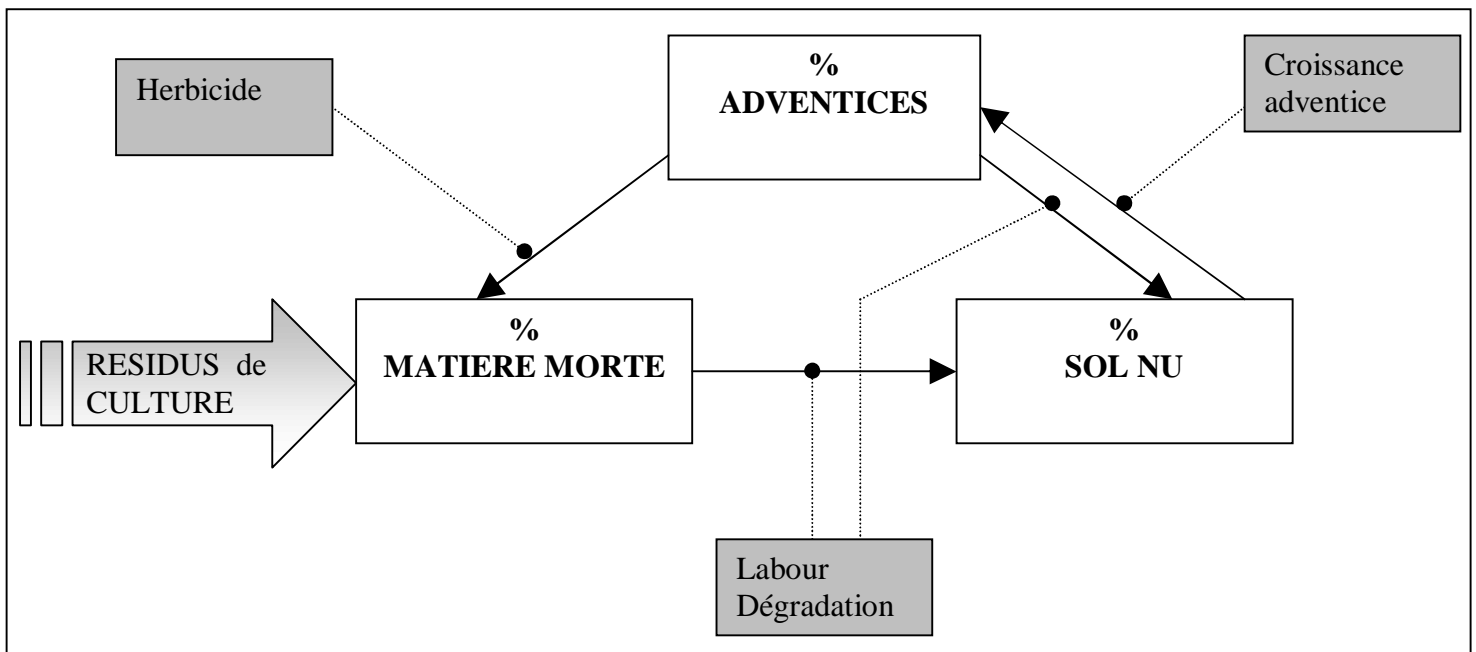 Herbicide
%
ADVENTICES
Croissance
adventice
RESIDUS de
CULTURE
%
MATIERE MORTE
%
SOL NU
Labour
Dégradation